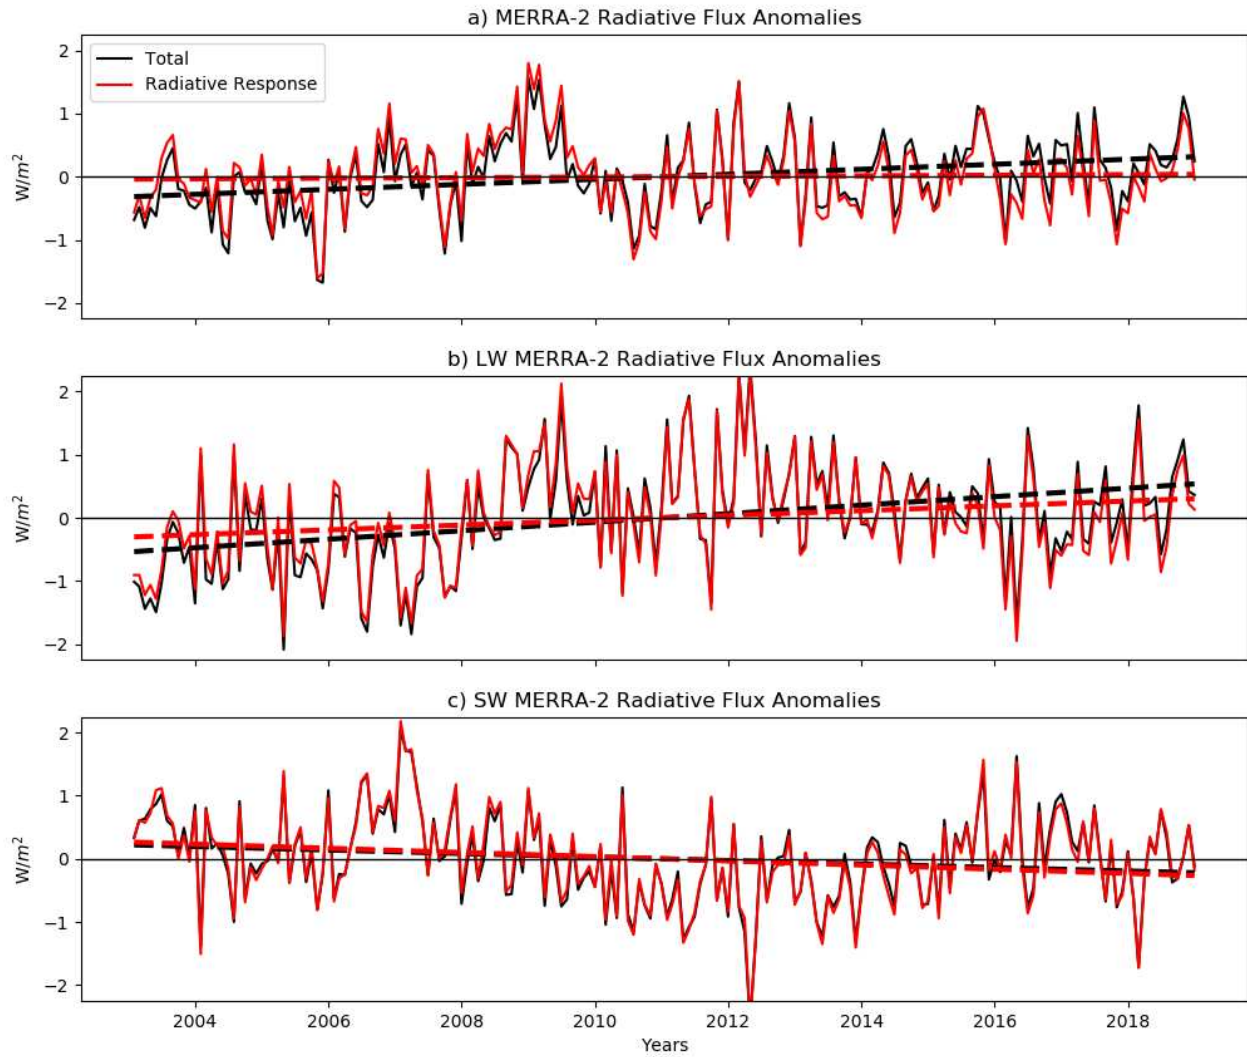 a) MERRA-2 Radiative Flux Anomalies
2
1
0
−1
−2
W/m²
Total
Radiative Response
b) LW MERRA-2 Radiative Flux Anomalies
2
1
0
−1
−2
W/m²
c) SW MERRA-2 Radiative Flux Anomalies
2
1
0
−1
−2
W/m²
2004 2006 2008 2010 2012 2014 2016 2018
Years